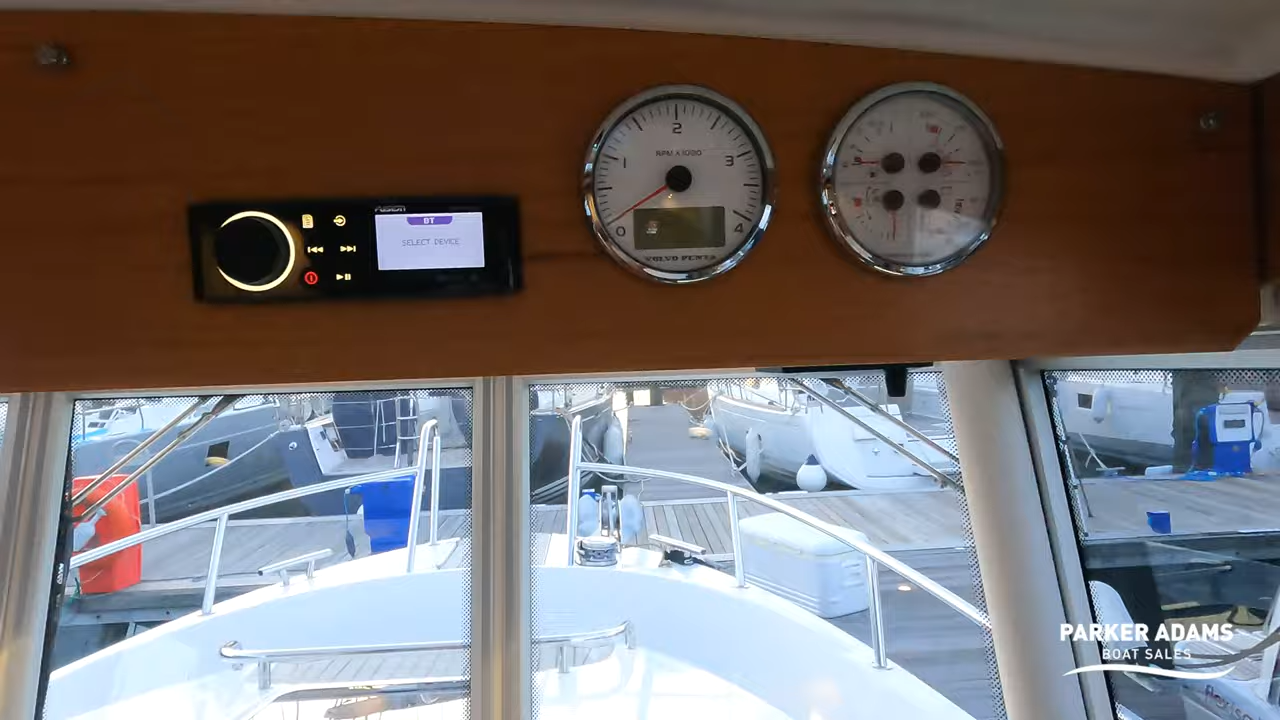 FUSION
BT
SELECT DEVICE
2
RPM X1000
1
3
0
4
VOLVO PENTA
PARKER ADAMS
BOAT SALES